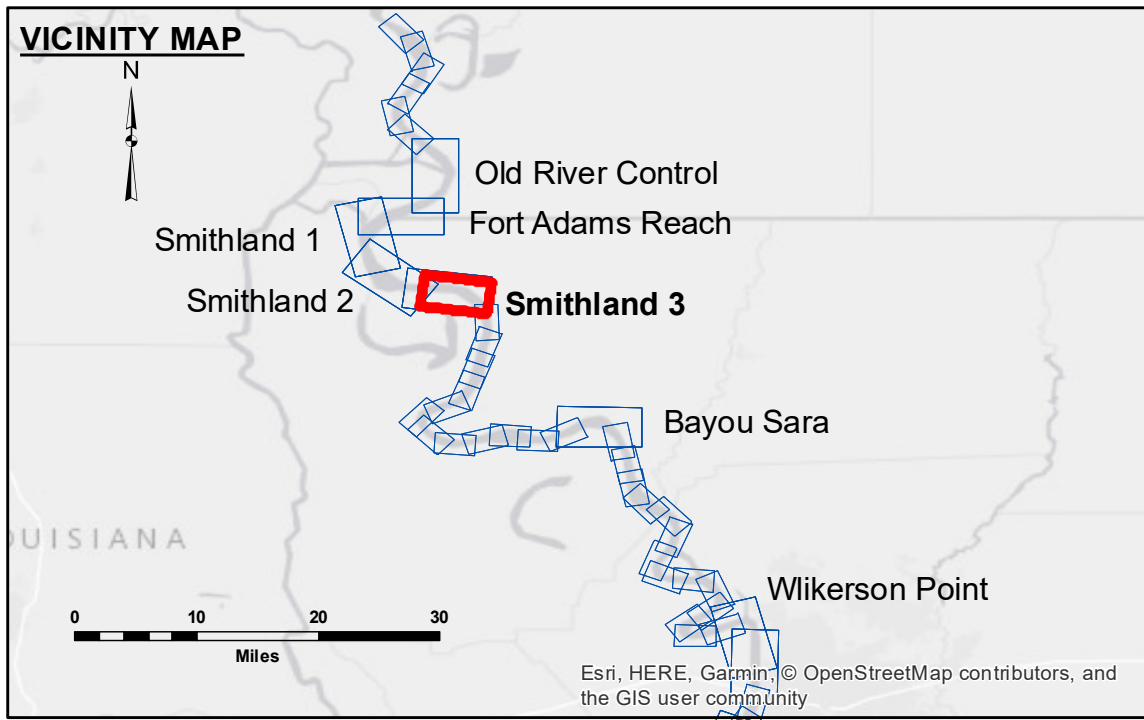 VICINITY MAP
N
Old River Control
Fort Adams Reach
Smithland 1
Smithland 2
Smithland 3
Bayou Sara
OUISIANA
Wlikerson Point
0 10 20 30
Miles
Esri, HERE, Garmin, © OpenStreetMap contributors, and
the GIS user community